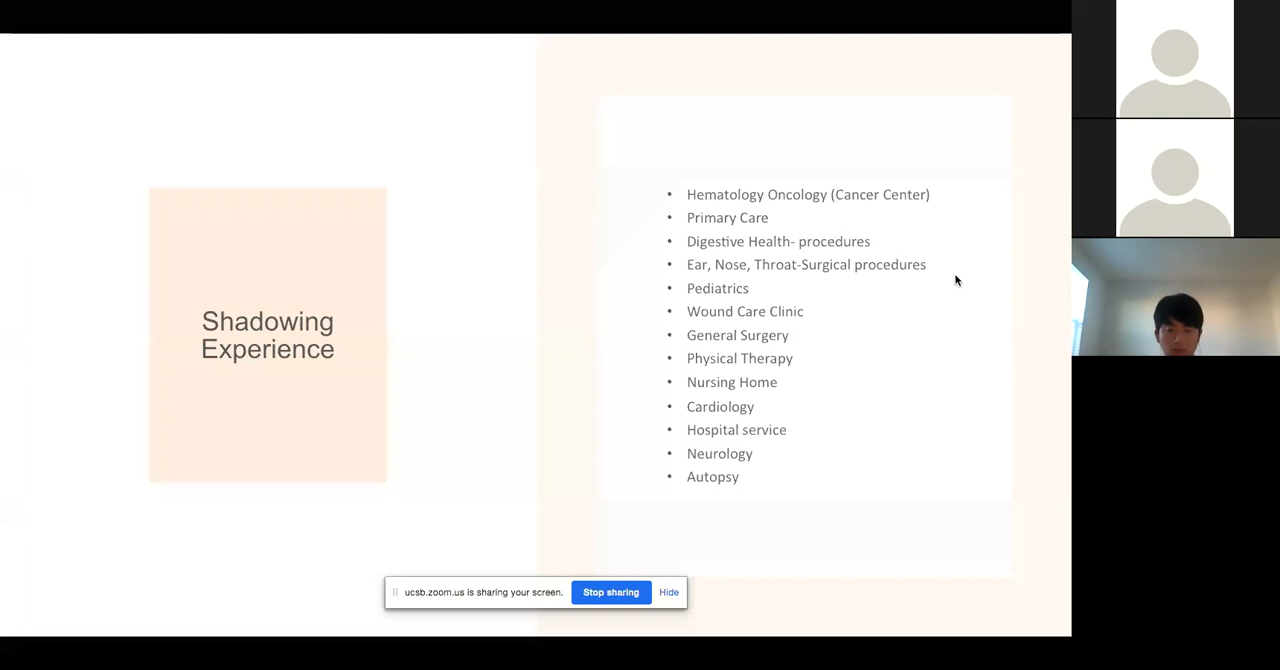 Shadowing
Experience
• Hematology Oncology (Cancer Center)
• Primary Care
• Digestive Health- procedures
• Ear, Nose, Throat-Surgical procedures
• Pediatrics
• Wound Care Clinic
• General Surgery
• Physical Therapy
• Nursing Home
• Cardiology
• Hospital service
• Neurology
• Autopsy
ucsb.zoom.us is sharing your screen. Stop sharing Hide